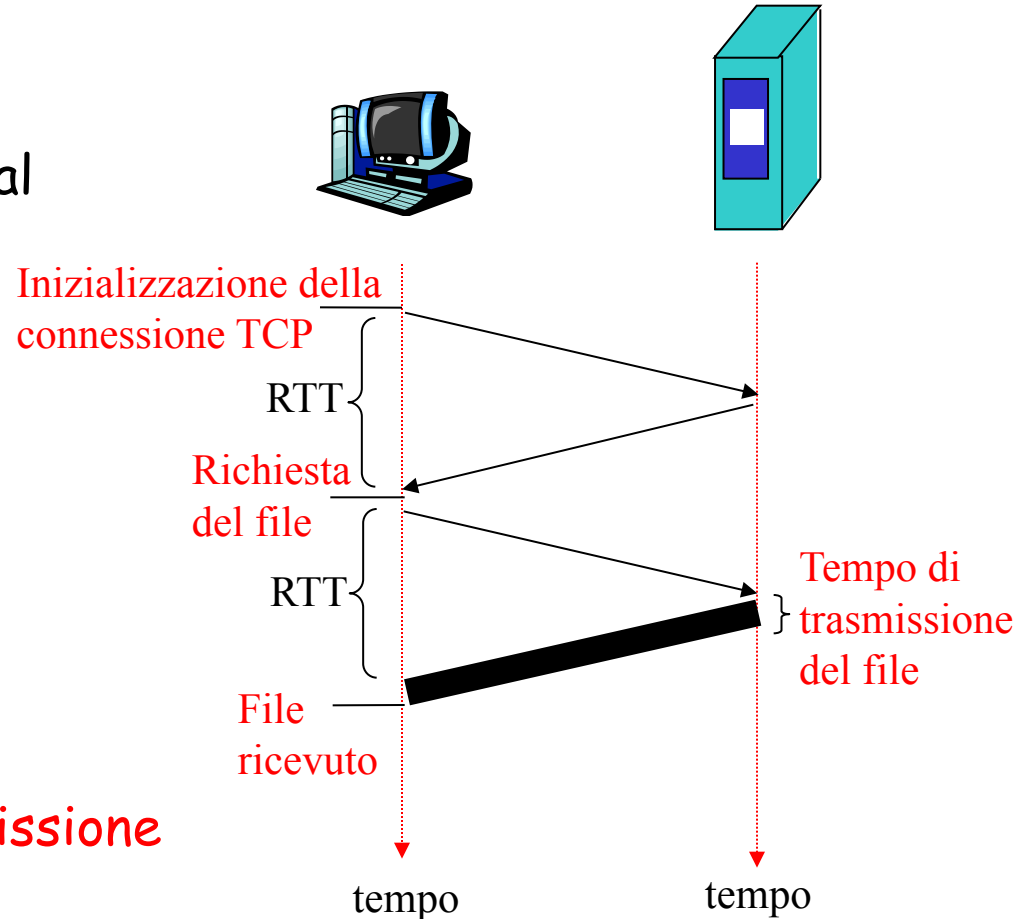 al
Inizializzazione della
connessione TCP
RTT
Richiesta
del file
RTT
Tempo di
trasmissione
del file
File
ricevuto
issione
tempo
tempo